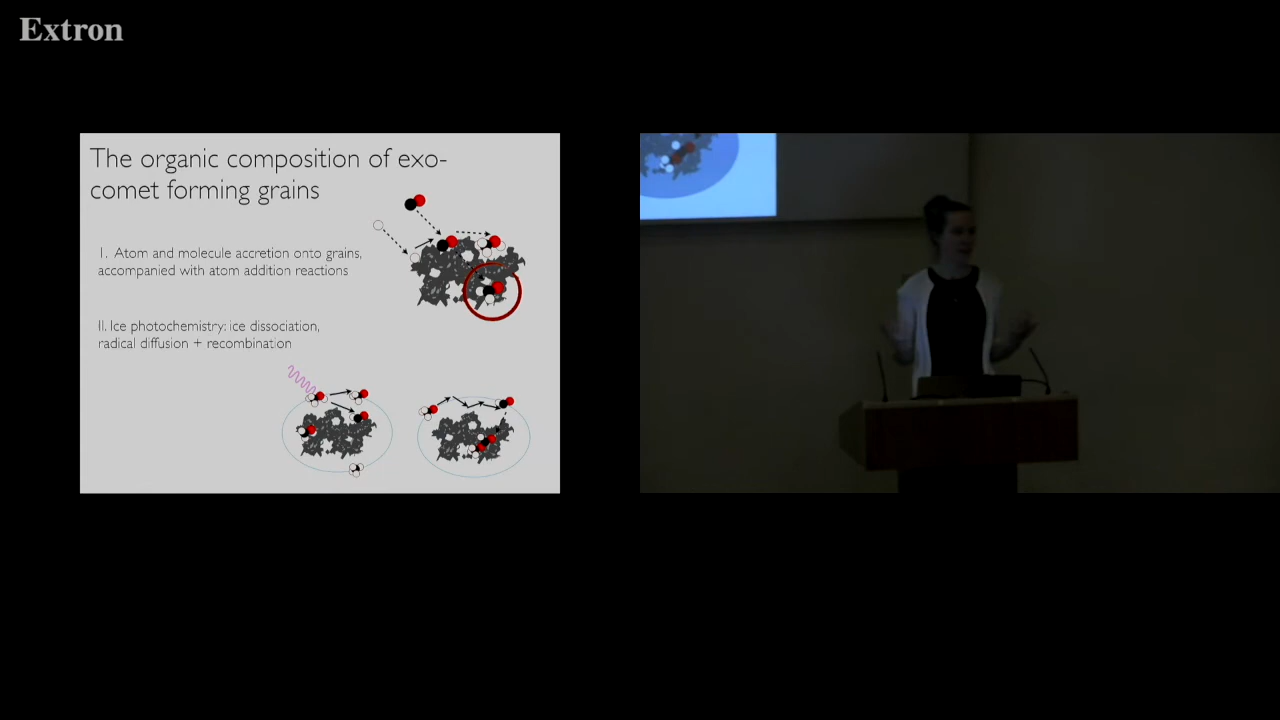 Extron
The organic composition of exo-
comet forming grains
I. Atom and molecule accretion onto grains,
accompanied with atom addition reactions
II. Ice photochemistry: ice dissociation,
radical diffusion + recombination